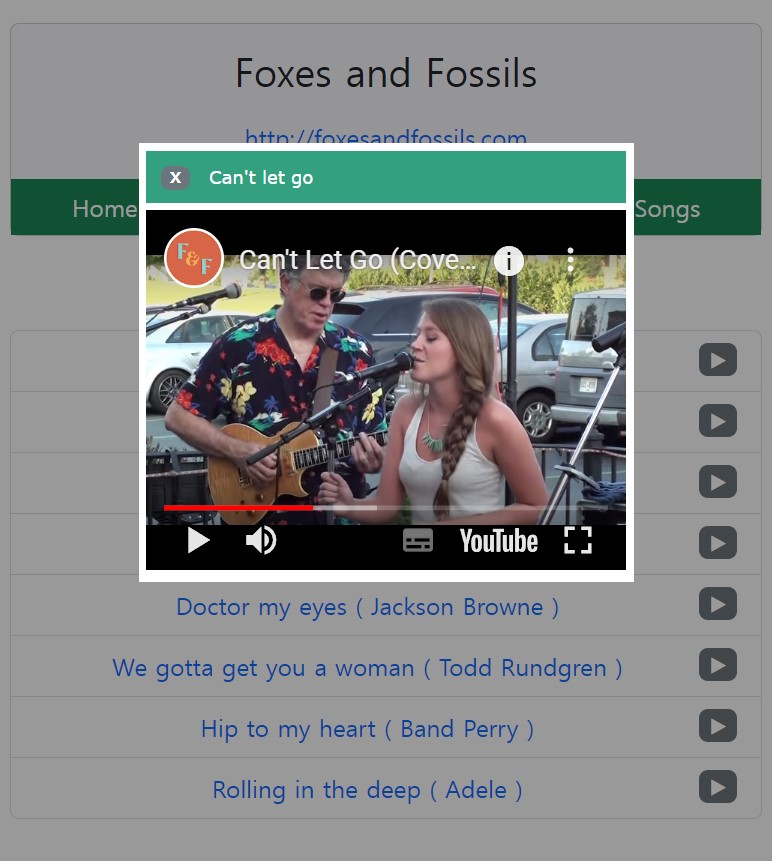 Foxes and Fossils
http://foxesandfossils.com
X Can't let go
Home
Songs
F&F
Can't Let Go (Cove...
YouTube
Doctor my eyes ( Jackson Browne )
We gotta get you a woman ( Todd Rundgren )
Hip to my heart ( Band Perry )
Rolling in the deep ( Adele )